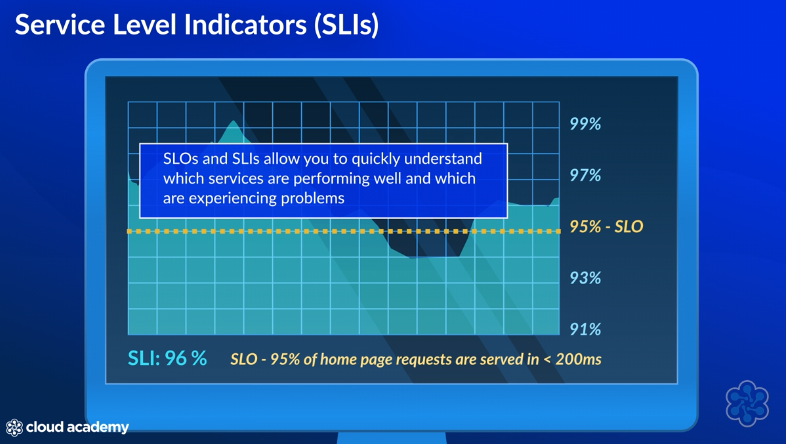 Service Level Indicators (SLIs)
SLOs and SLIs allow you to quickly understand
which services are performing well and which
are experiencing problems
99%
97%
95% - SLO
93%
91%
SLI: 96 %
SLO - 95% of home page requests are served in < 200ms
cloud academy